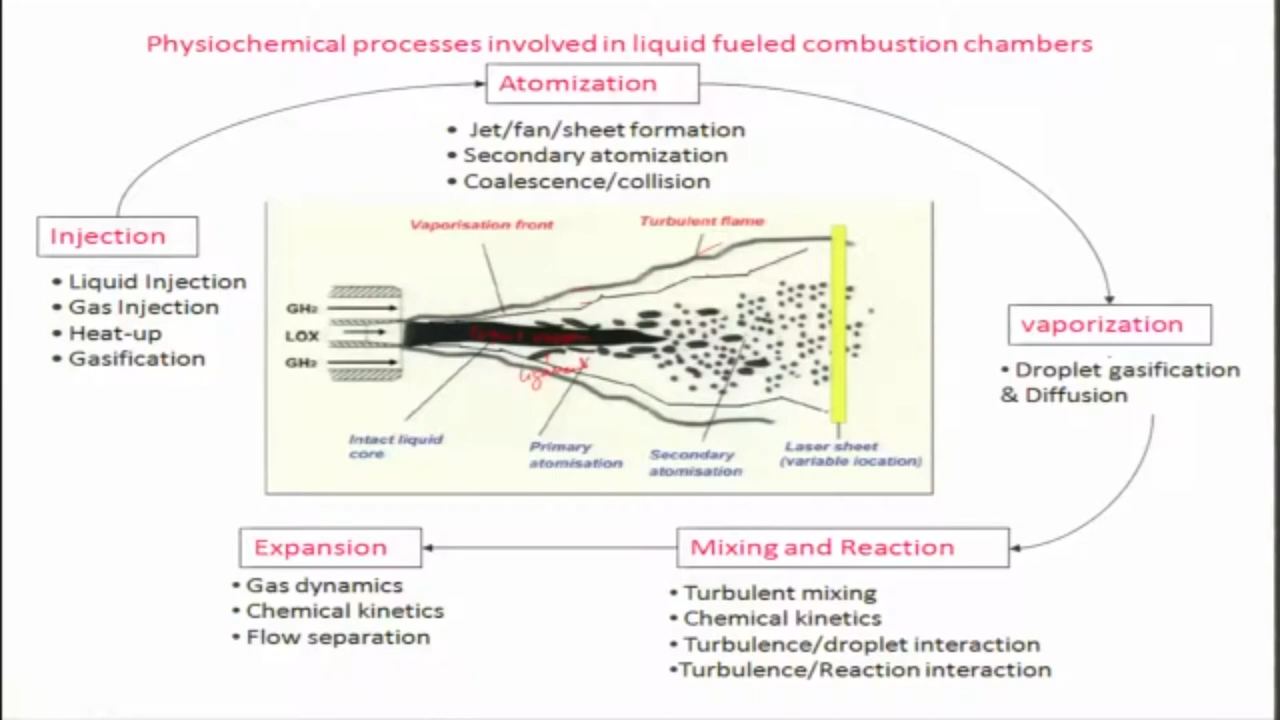 Physiochemical processes involved in liquid fueled combustion chambers
Atomization
• Jet/fan/sheet formation
• Secondary atomization
• Coalescence/collision
Injection
• Liquid Injection
• Gas Injection
• Heat-up
• Gasification
Vaporisation front
Turbulent flame
GH₂
LOX
GH₂
ligament
Intact liquid
core
Primary
atomisation
Secondary
atomisation
Laser sheet
(variable location)
vaporization
• Droplet gasification
& Diffusion
Mixing and Reaction
• Turbulent mixing
• Chemical kinetics
• Turbulence/droplet interaction
•Turbulence/Reaction interaction
Expansion
• Gas dynamics
• Chemical kinetics
• Flow separation